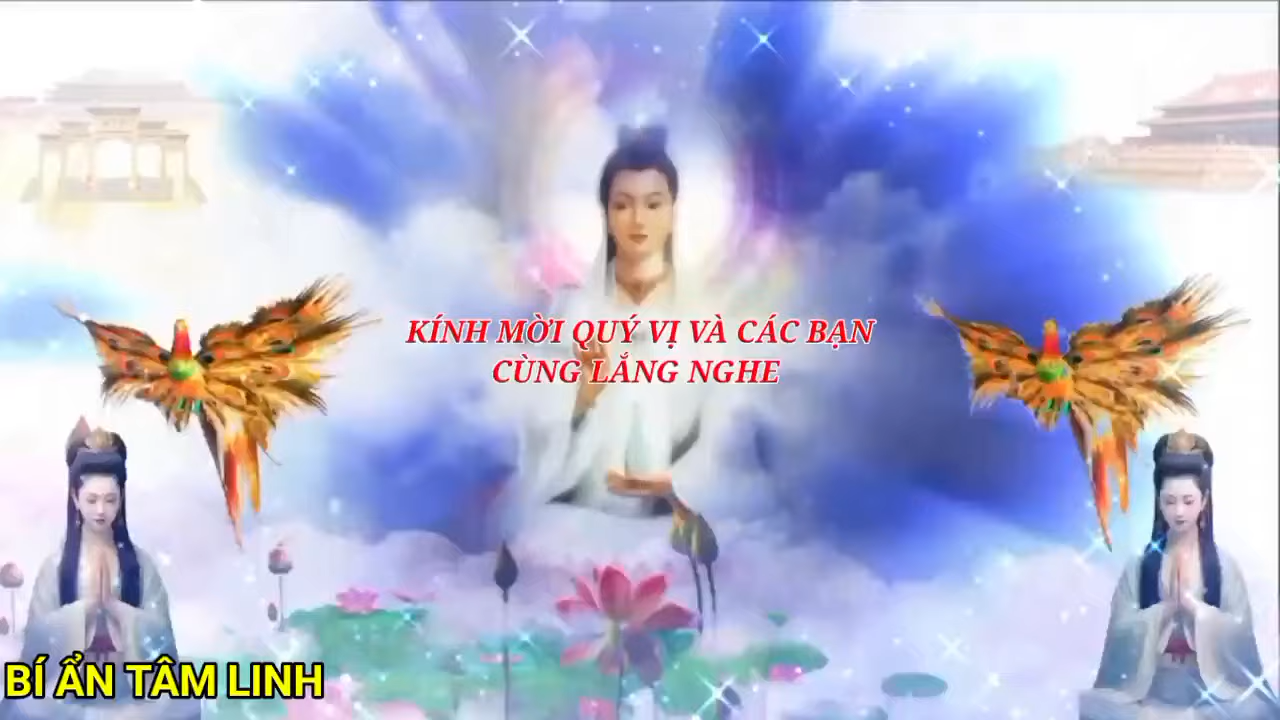 KÍNH MỜI QUÝ VỊ VÀ CÁC BẠN
CÙNG LẮNG NGHE
BÍ ẨN TÂM LINH